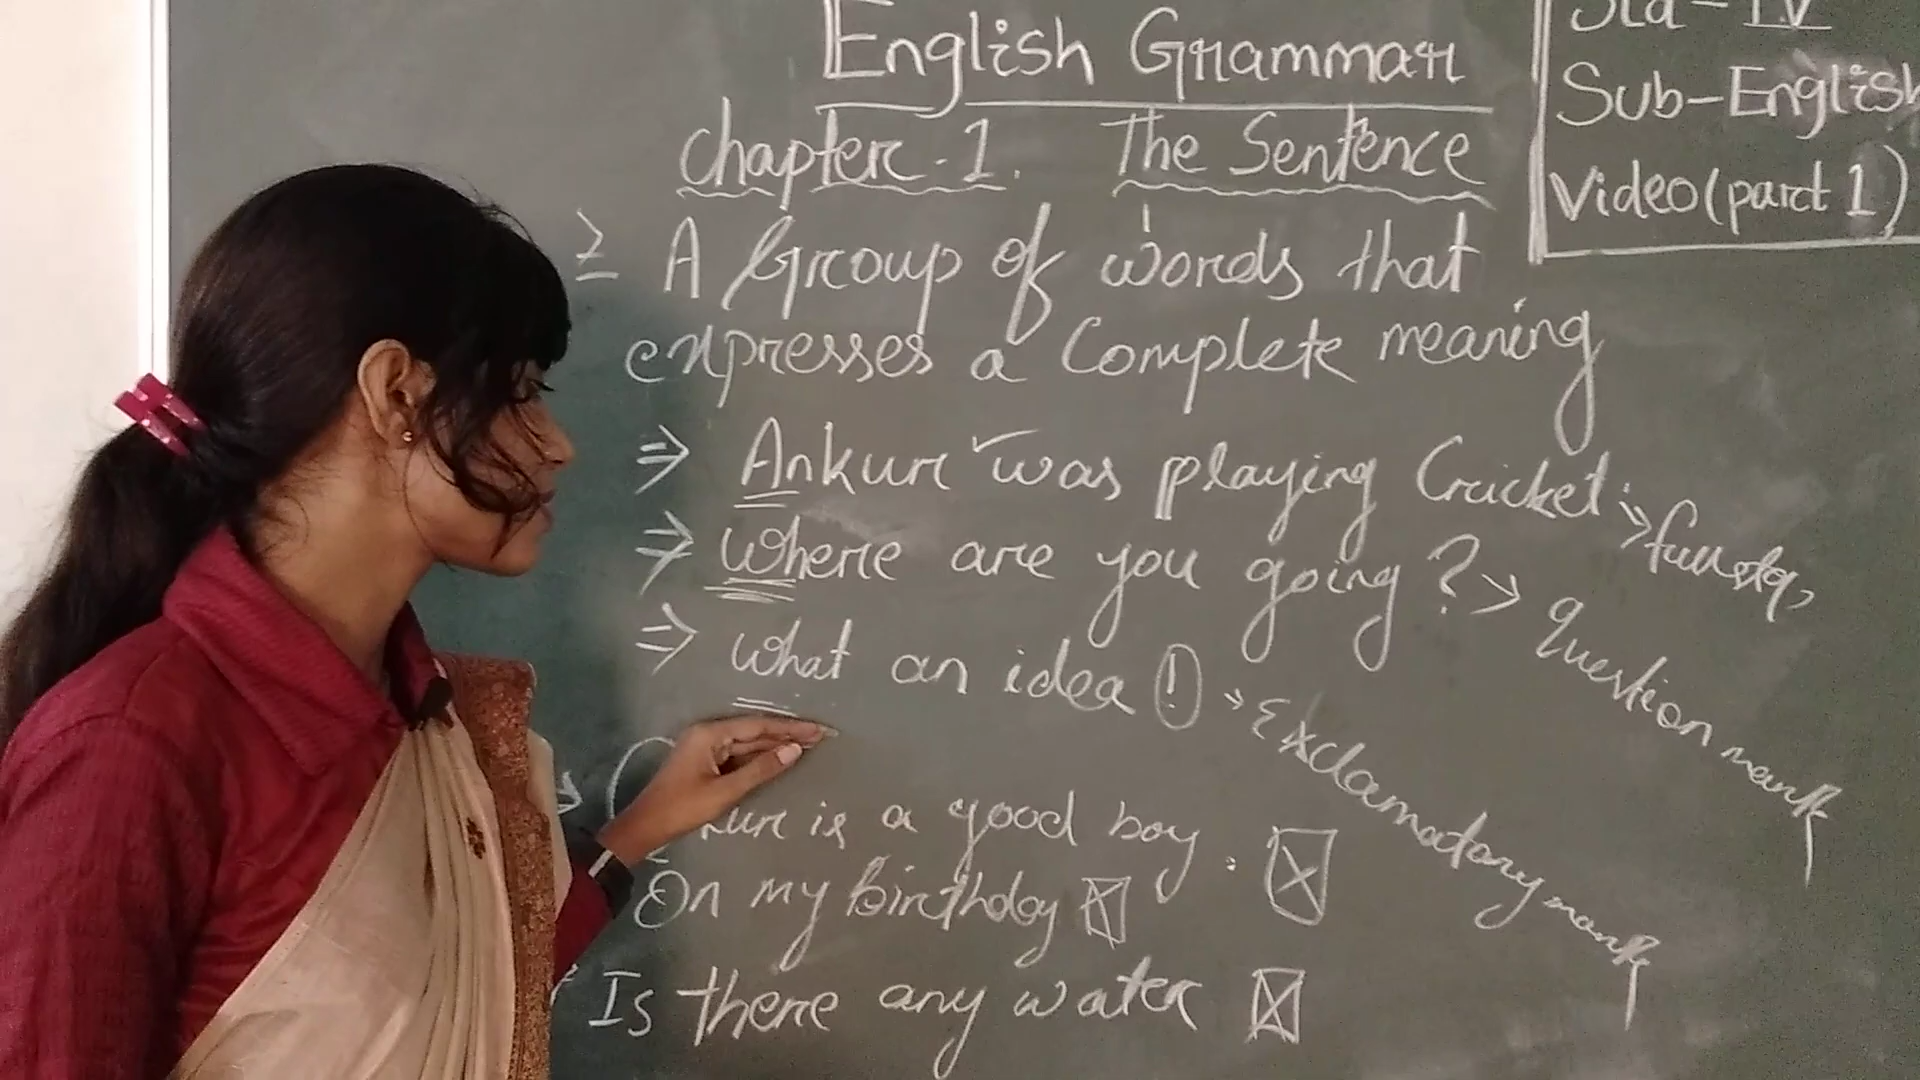 English Grammar
Chapter-1. The Sentence
Std-IV
Sub-English
Video (part 1)
A Group of words that
expresses a Complete meaning
⇒ Ankur was playing Cricket. → fullstop
⇒ Where are you going ? → Question mark
⇒ What an idea ! → Exclamatory mark
is a good boy.
On my Birthday
Is there any water